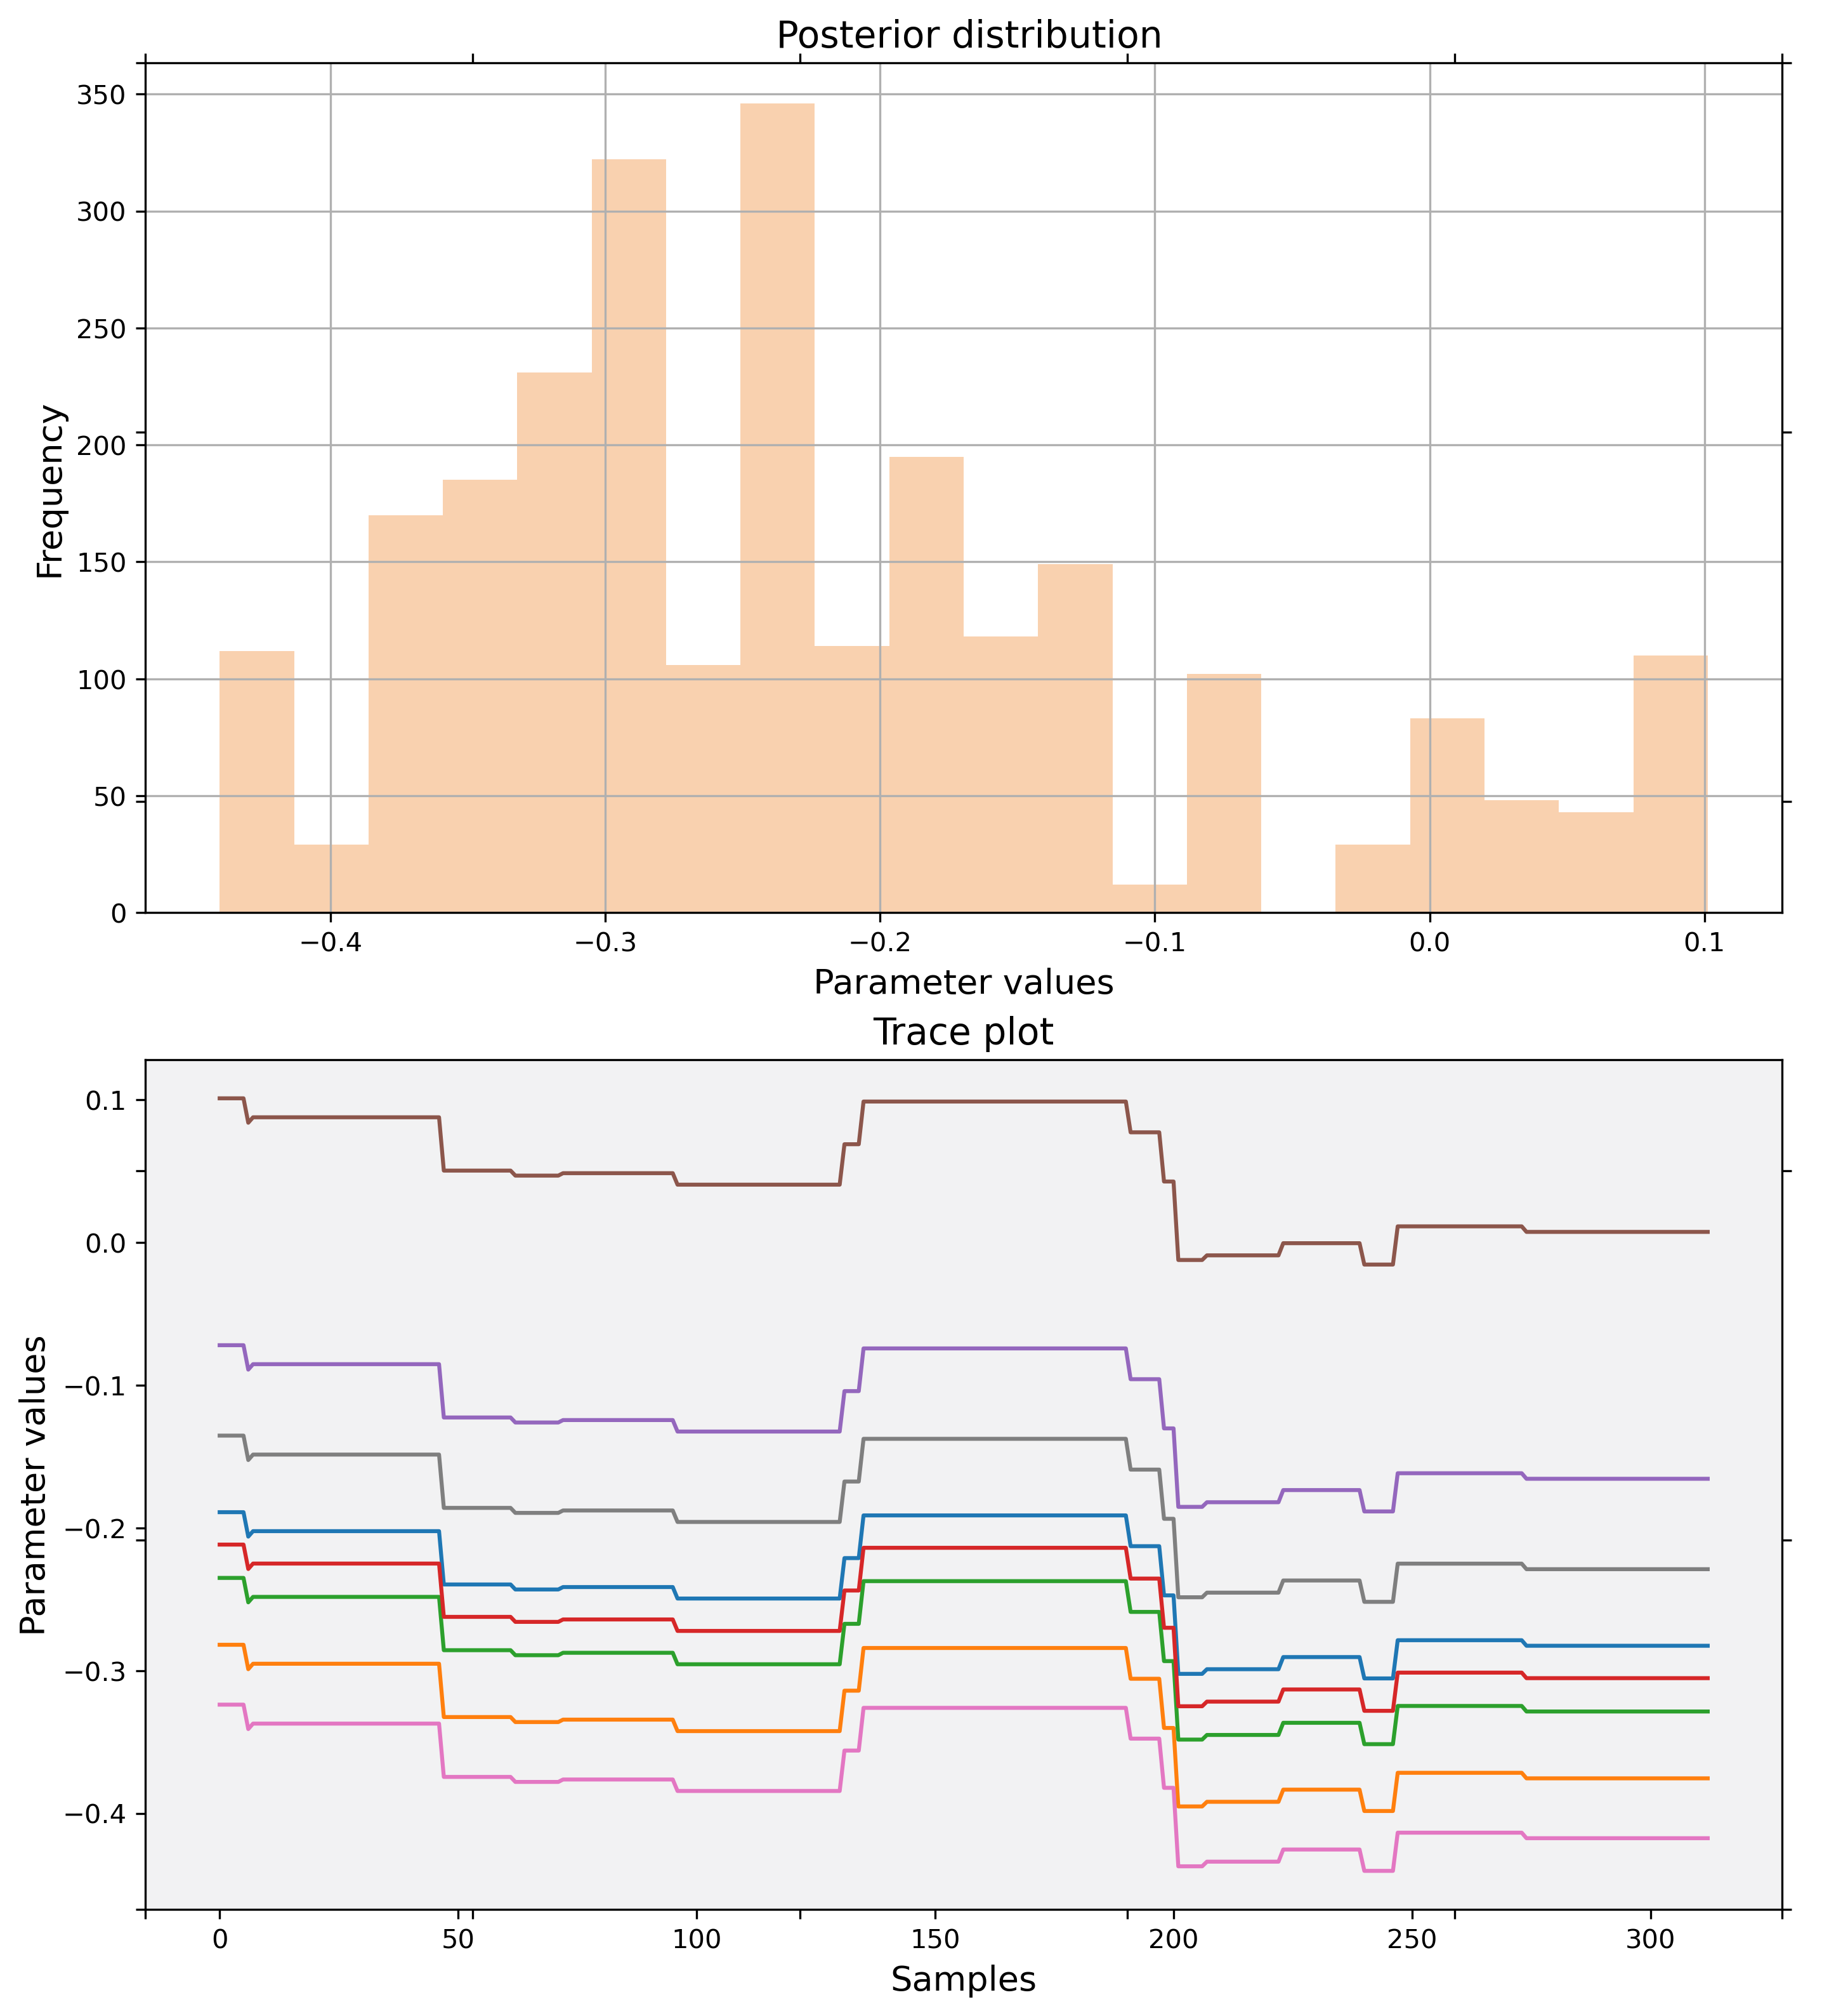 Posterior distribution
350
300
250
200
150
100
50
0
Frequency
−0.4 −0.3 −0.2 −0.1 0.0 0.1
Parameter values
Trace plot
0.1
0.0
−0.1
−0.2
−0.3
−0.4
Parameter values
0 50 100 150 200 250 300
Samples